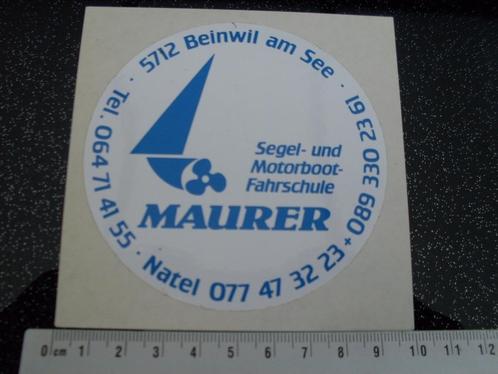 · 5712 Beinwil am See ·
Tel. 064 71 41 55 · Natel 077 47 32 23 + 089 330 23 61
Segel- und
Motorboot-
Fahrschule
MAURER
0 cm 1 2 3 4 5 6 7 8 9 10 11 12